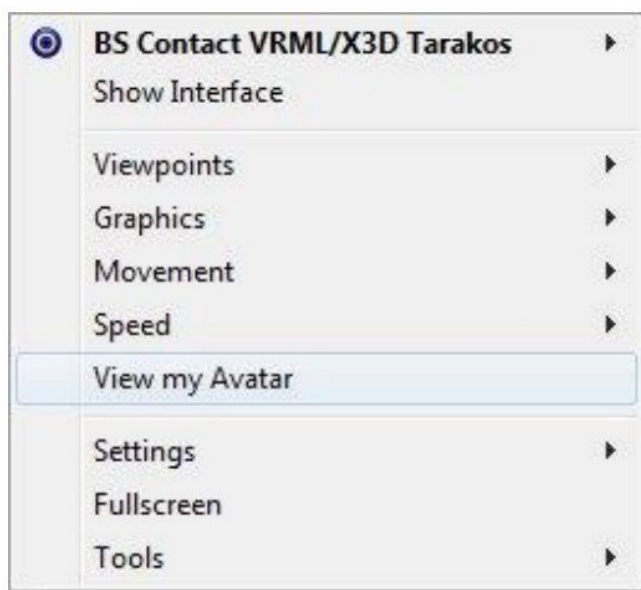 BS Contact VRML/X3D Tarakos
Show Interface
Viewpoints
Graphics
Movement
Speed
View my Avatar
Settings
Fullscreen
Tools